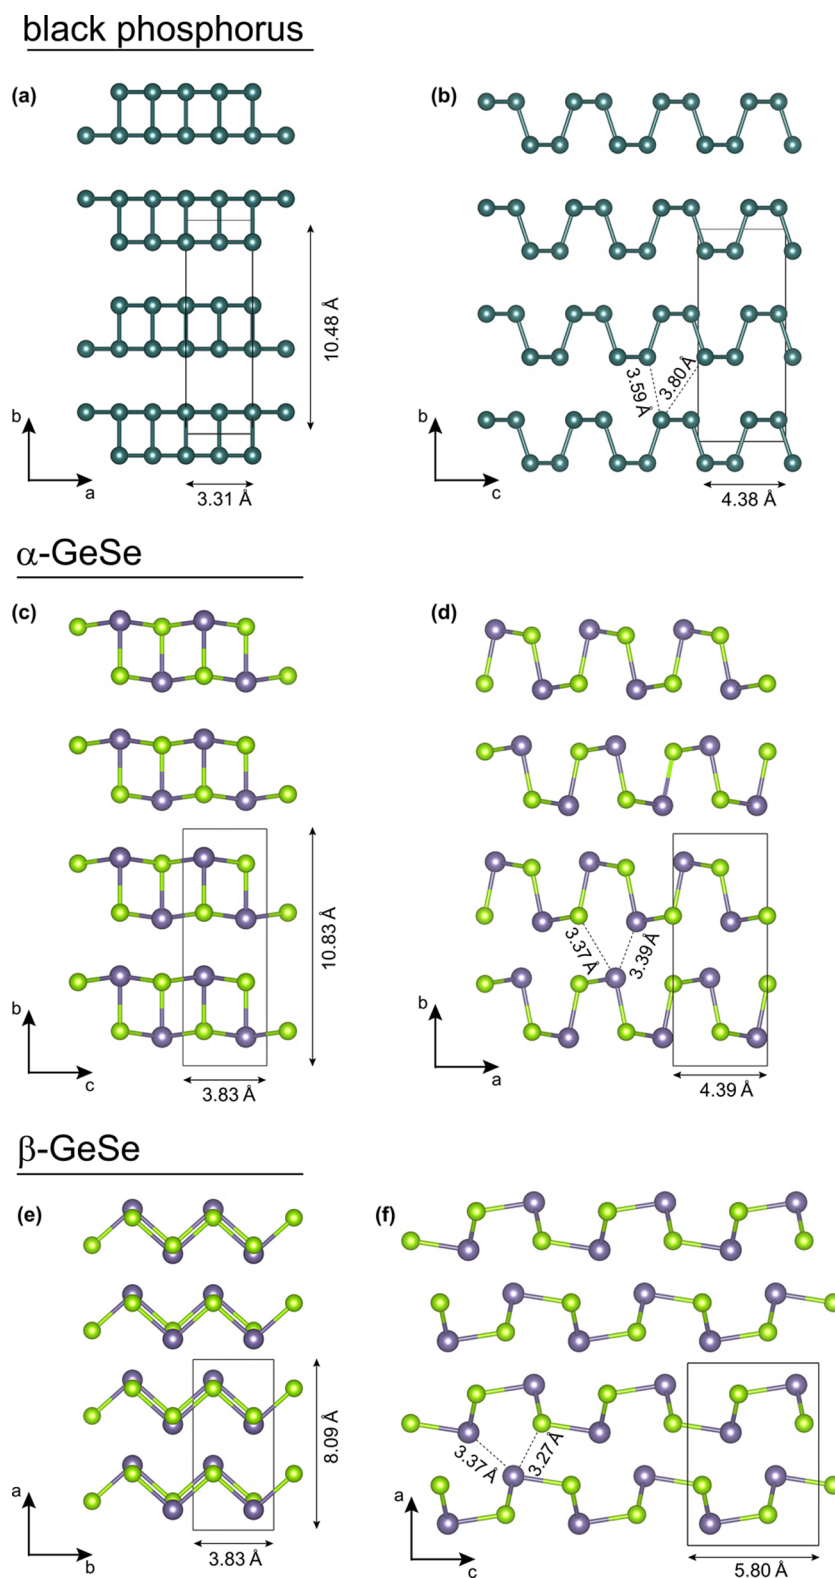 black phosphorus
(a)
(b)
10.48 Å
3.59 Å
3.80 Å
b
a
3.31 Å
b
c
4.38 Å
α-GeSe
(c)
(d)
10.83 Å
3.37 Å
3.39 Å
b
c
3.83 Å
b
a
4.39 Å
β-GeSe
(e)
(f)
8.09 Å
3.37 Å
3.27 Å
a
b
3.83 Å
a
c
5.80 Å